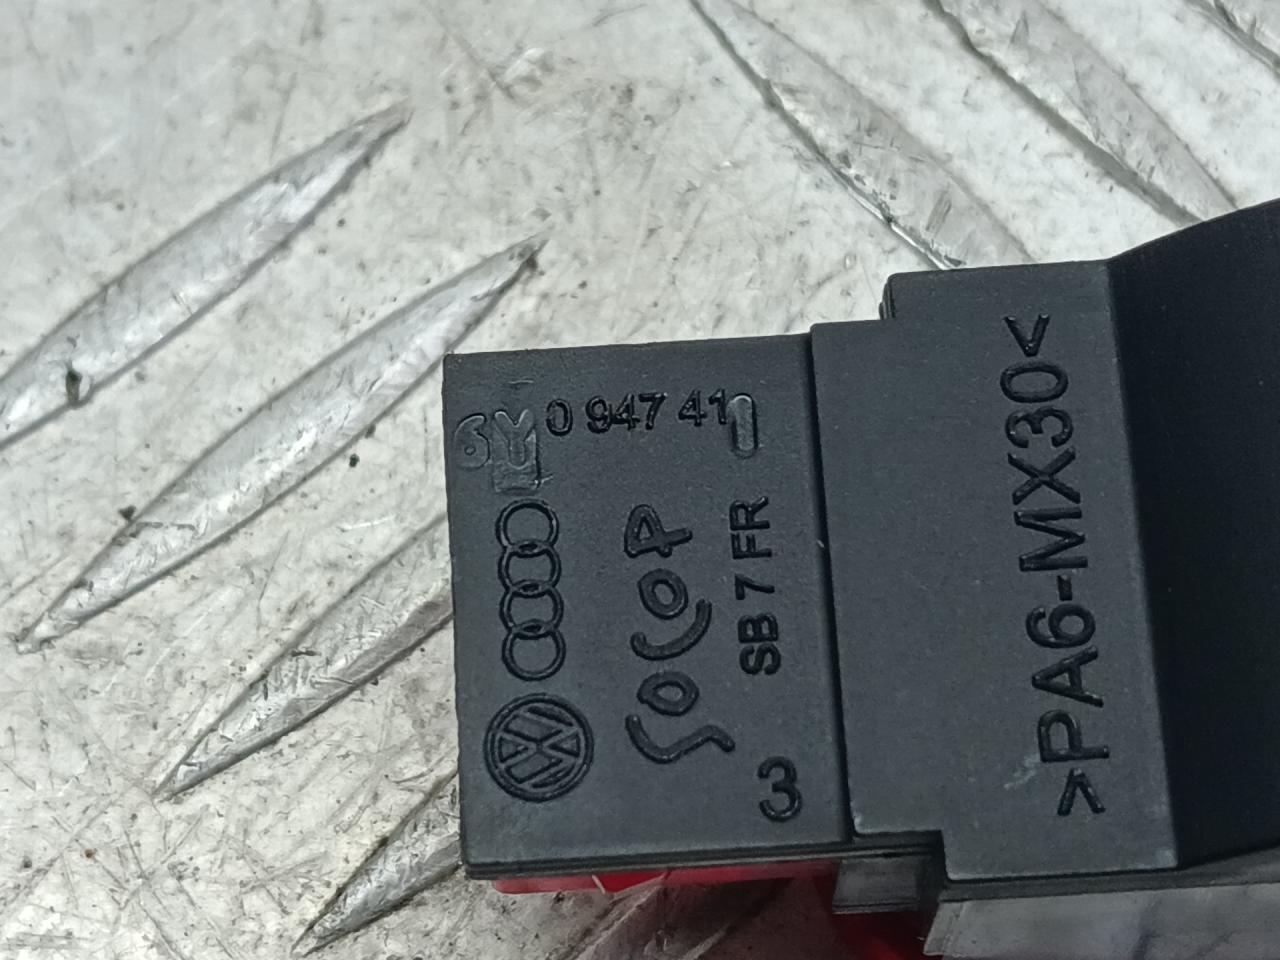 6Y0 947 411
SOCOP
SB 7 FR
3
>PA6-MX30<